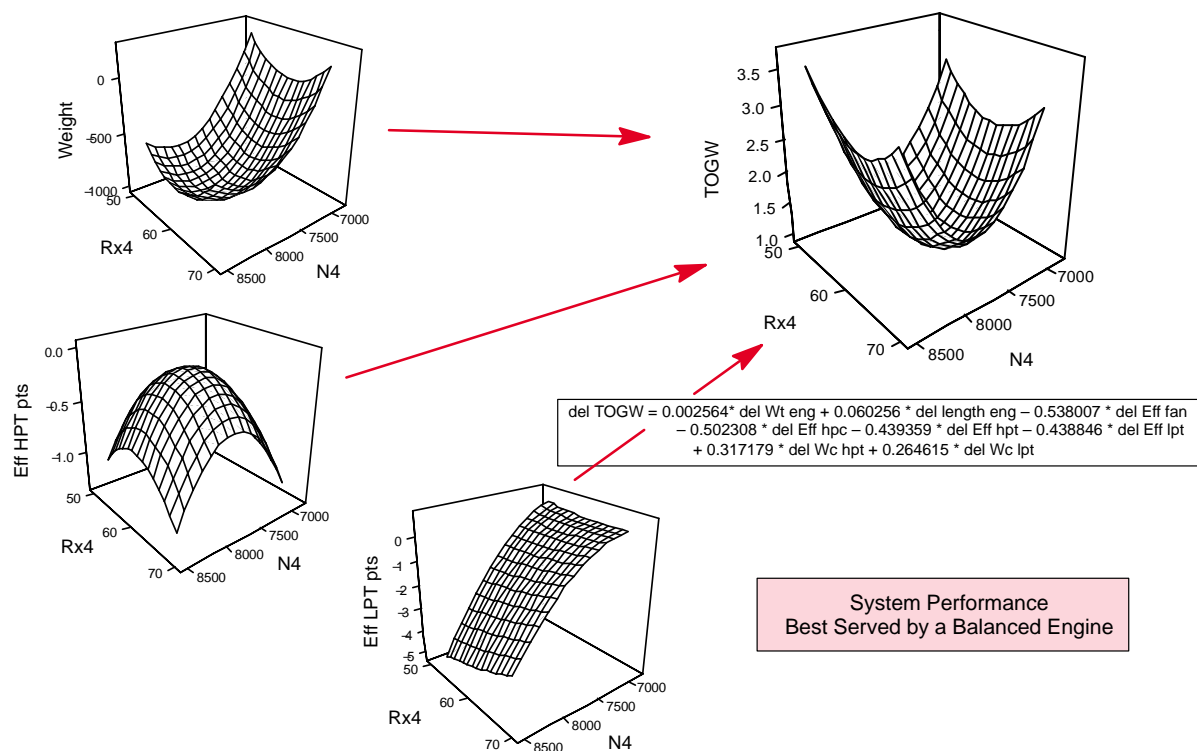 0
-500
-1000
Weight
50
60
70
Rx4
7000
7500
8000
8500
N4
3.5
3.0
2.5
2.0
1.5
1.0
TOGW
50
60
70
Rx4
7000
7500
8000
8500
N4
0.0
-0.5
-4.0
Eff HPT pts
50
60
70
Rx4
7000
7500
8000
8500
N4
del TOGW = 0.002564* del Wt eng + 0.060256 * del length eng – 0.538007 * del Eff fan
– 0.502308 * del Eff hpc – 0.439359 * del Eff hpt – 0.438846 * del Eff lpt
+ 0.317179 * del Wc hpt + 0.264615 * del Wc lpt
0
-1
-2
-3
-4
-5
Eff LPT pts
50
60
70
Rx4
7000
7500
8000
8500
N4
System Performance
Best Served by a Balanced Engine